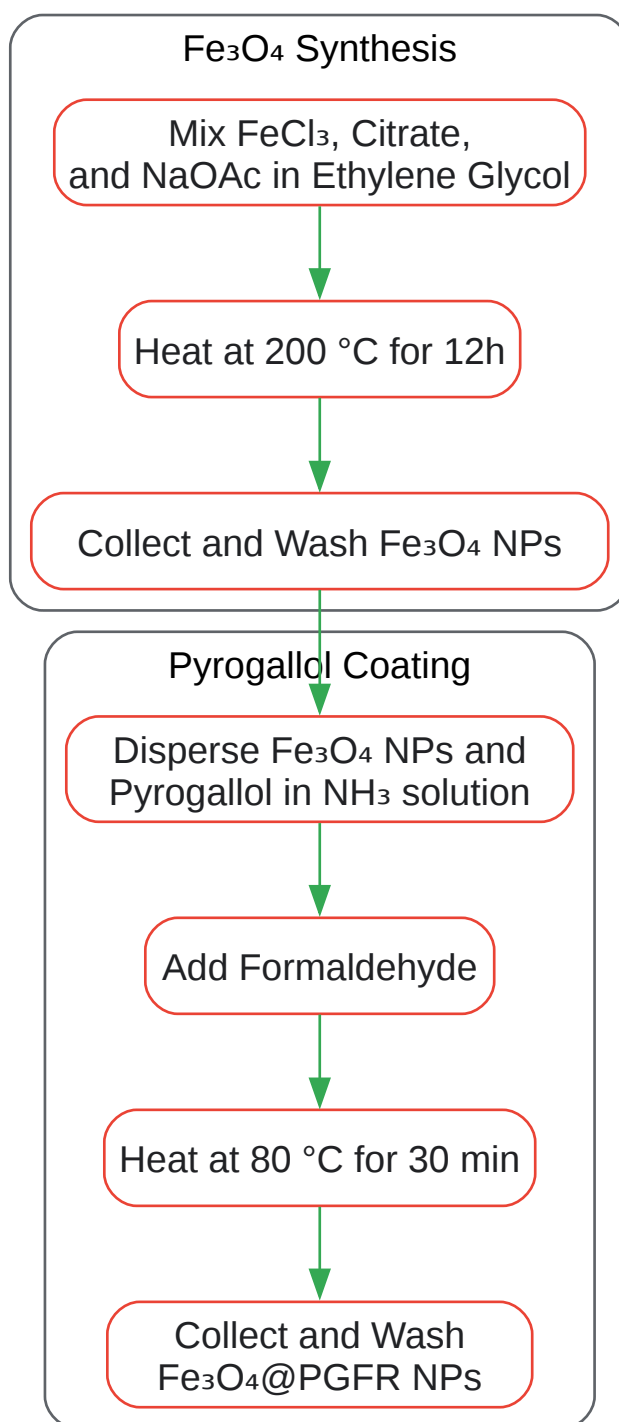 Fe₃O₄ Synthesis
Mix FeCl₃, Citrate,
and NaOAc in Ethylene Glycol
Heat at 200 °C for 12h
Collect and Wash Fe₃O₄ NPs
Pyrogallol Coating
Disperse Fe₃O₄ NPs and
Pyrogallol in NH₃ solution
Add Formaldehyde
Heat at 80 °C for 30 min
Collect and Wash
Fe₃O₄@PGFR NPs